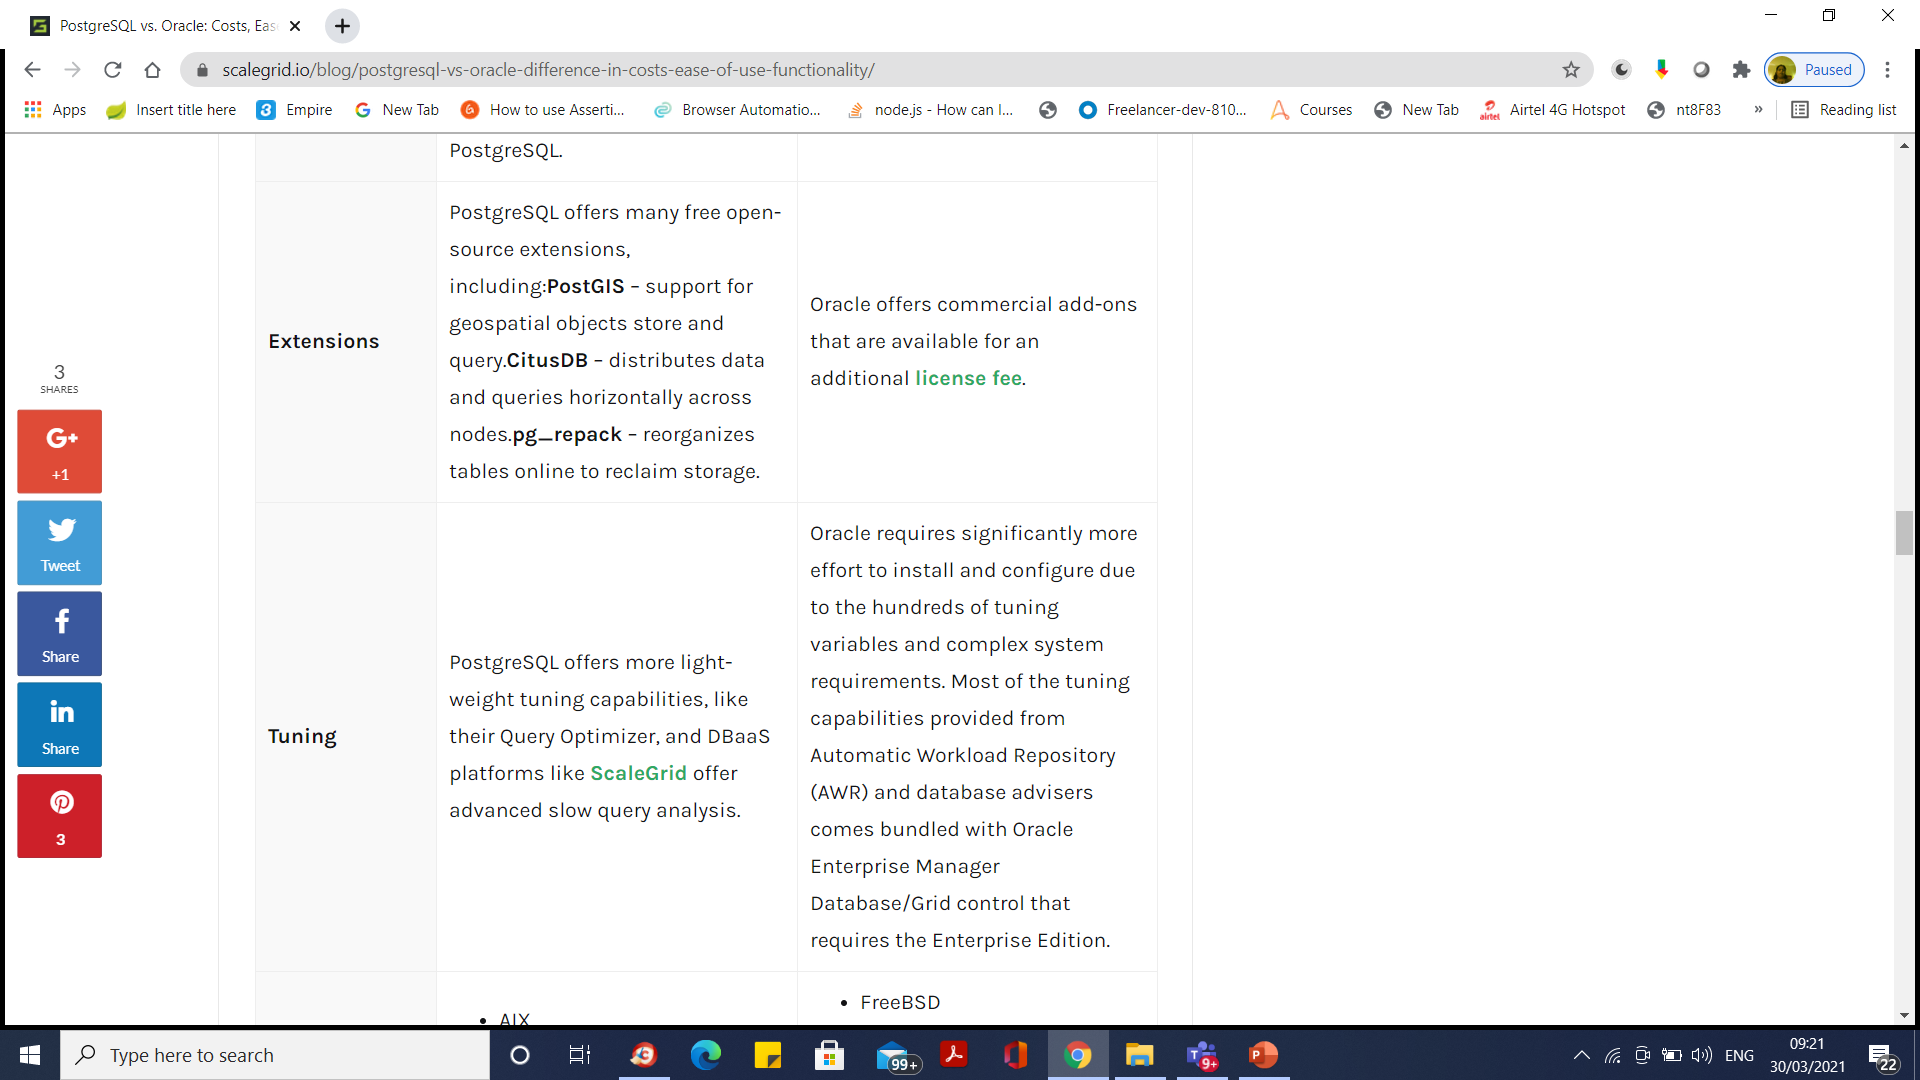 PostgreSQL vs. Oracle: Costs, Eas
scalegrid.io/blog/postgresql-vs-oracle-difference-in-costs-ease-of-use-functionality/
Paused
Apps
Insert title here
Empire
New Tab
How to use Asserti...
Browser Automatio...
node.js - How can I...
Freelancer-dev-810...
Courses
New Tab
airtel
Airtel 4G Hotspot
nt8F83
»
Reading list
PostgreSQL.
Extensions
PostgreSQL offers many free open-
source extensions,
including:PostGIS – support for
geospatial objects store and
query.CitusDB – distributes data
and queries horizontally across
nodes.pg_repack – reorganizes
tables online to reclaim storage.
Oracle offers commercial add-ons
that are available for an
additional license fee.
Tuning
PostgreSQL offers more light-
weight tuning capabilities, like
their Query Optimizer, and DBaaS
platforms like ScaleGrid offer
advanced slow query analysis.
Oracle requires significantly more
effort to install and configure due
to the hundreds of tuning
variables and complex system
requirements. Most of the tuning
capabilities provided from
Automatic Workload Repository
(AWR) and database advisers
comes bundled with Oracle
Enterprise Manager
Database/Grid control that
requires the Enterprise Edition.
• AIX
• FreeBSD
3
SHARES
G+
+1
Tweet
f
Share
in
Share
3
Type here to search
99+
9+
ENG
09:21
30/03/2021
22